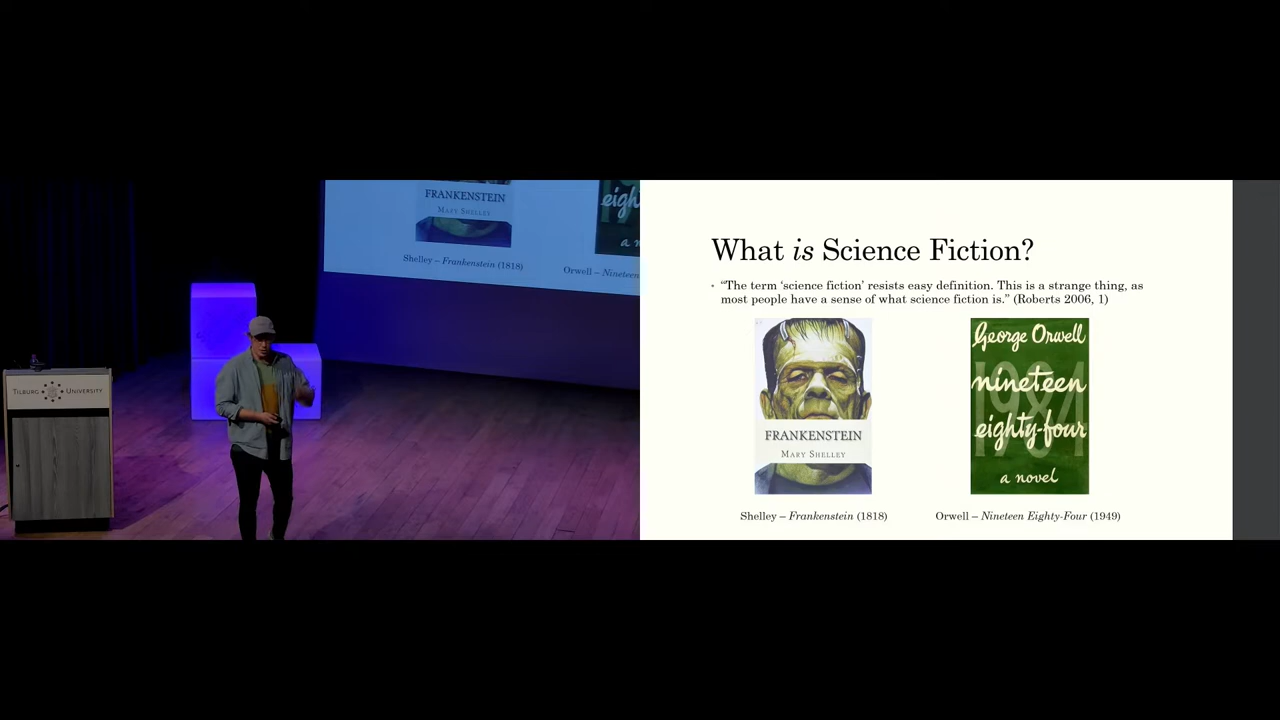 FRANKENSTEIN
MARY SHELLEY
Shelley – Frankenstein (1818)
eigh
a n
Orwell – Nineteen
TILBURG UNIVERSITY
What is Science Fiction?
“The term ‘science fiction’ resists easy definition. This is a strange thing, as
most people have a sense of what science fiction is.” (Roberts 2006, 1)
FRANKENSTEIN
MARY SHELLEY
Shelley – Frankenstein (1818)
George Orwell
1984
nineteen
eighty-four
a novel
Orwell – Nineteen Eighty-Four (1949)